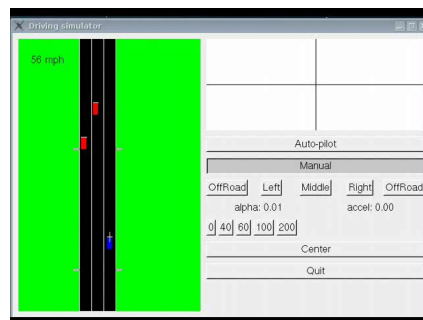 Driving simulator
56 mph
Auto-pilot
Manual
OffRoad Left Middle Right OffRoad
alpha: 0.01 accel: 0.00
0 40 60 100 200
Center
Quit